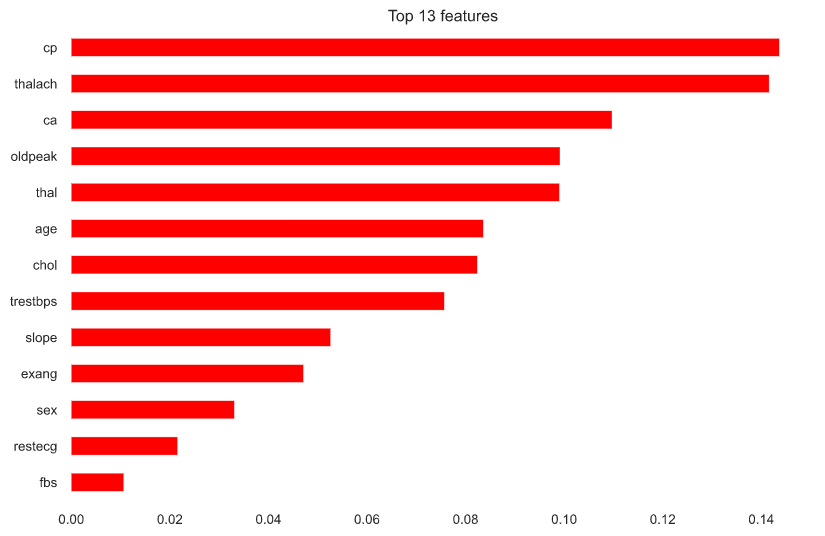 Top 13 features
cp
thalach
ca
oldpeak
thal
age
chol
trestbps
slope
exang
sex
restecg
fbs
0.00 0.02 0.04 0.06 0.08 0.10 0.12 0.14